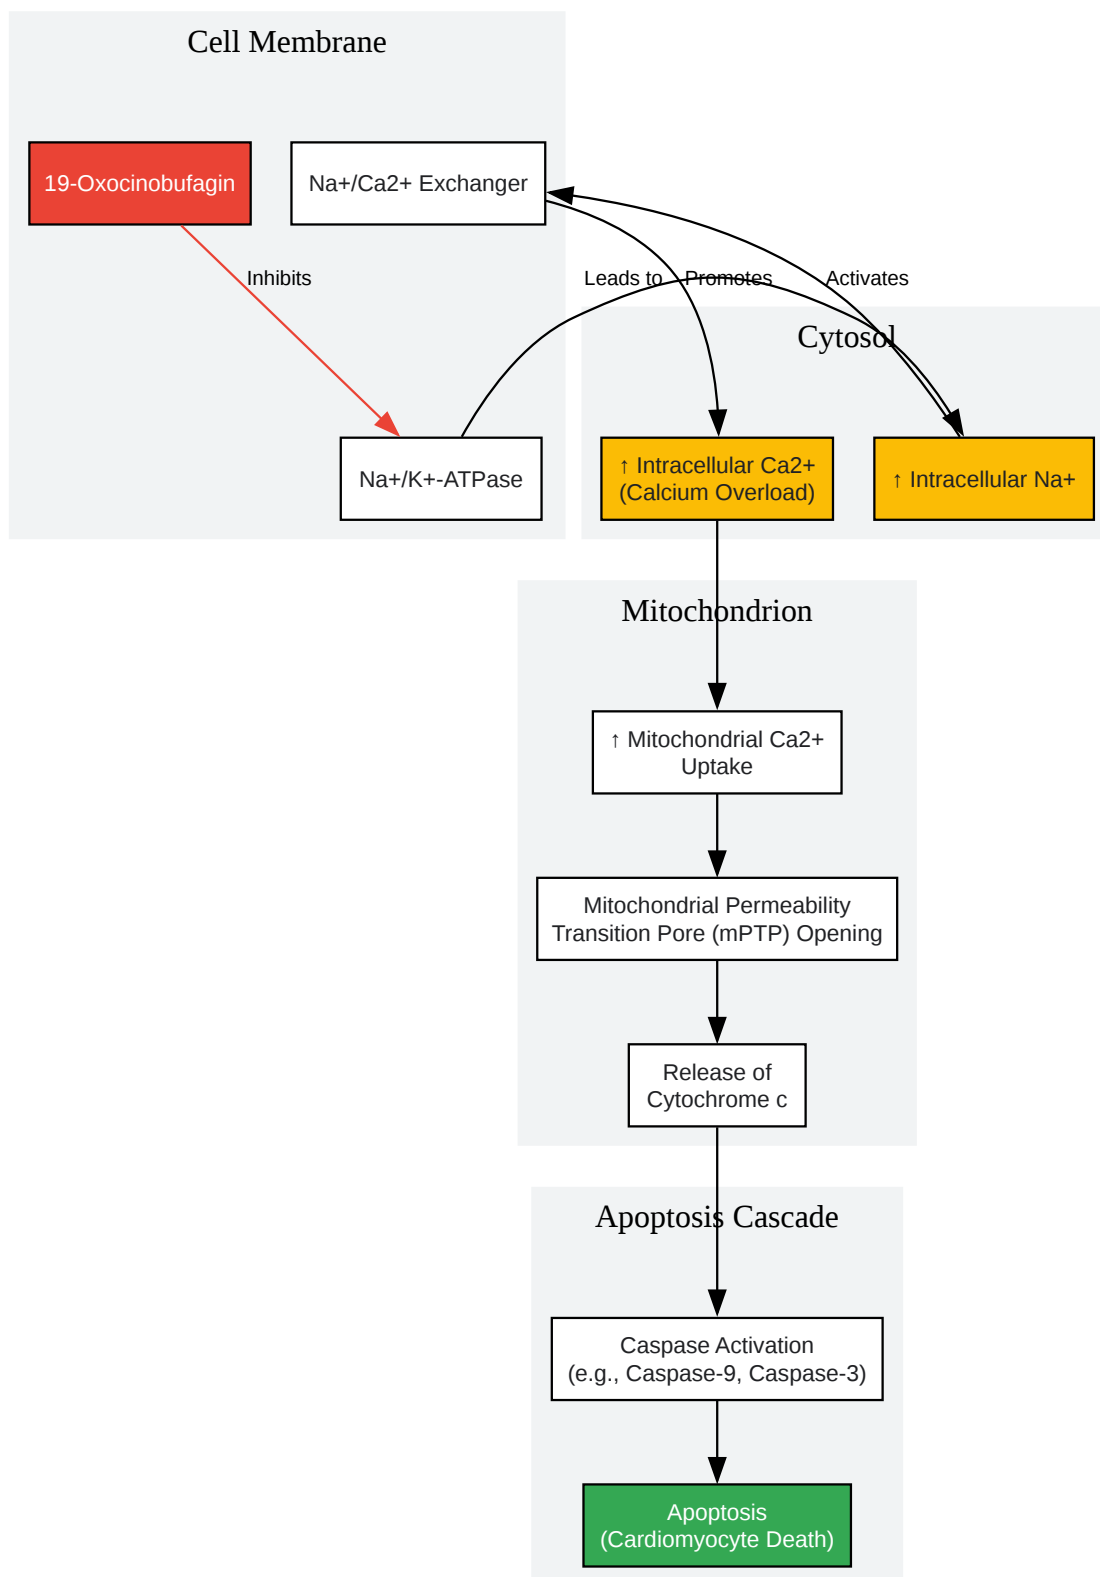 Cell Membrane
19-Oxocinobufagin
Na+/Ca2+ Exchanger
Inhibits
Leads to
Promotes
Activates
Cytosol
Na+/K+-ATPase
↑ Intracellular Ca2+
(Calcium Overload)
↑ Intracellular Na+
Mitochondrion
↑ Mitochondrial Ca2+
Uptake
Mitochondrial Permeability
Transition Pore (mPTP) Opening
Release of
Cytochrome c
Apoptosis Cascade
Caspase Activation
(e.g., Caspase-9, Caspase-3)
Apoptosis
(Cardiomyocyte Death)